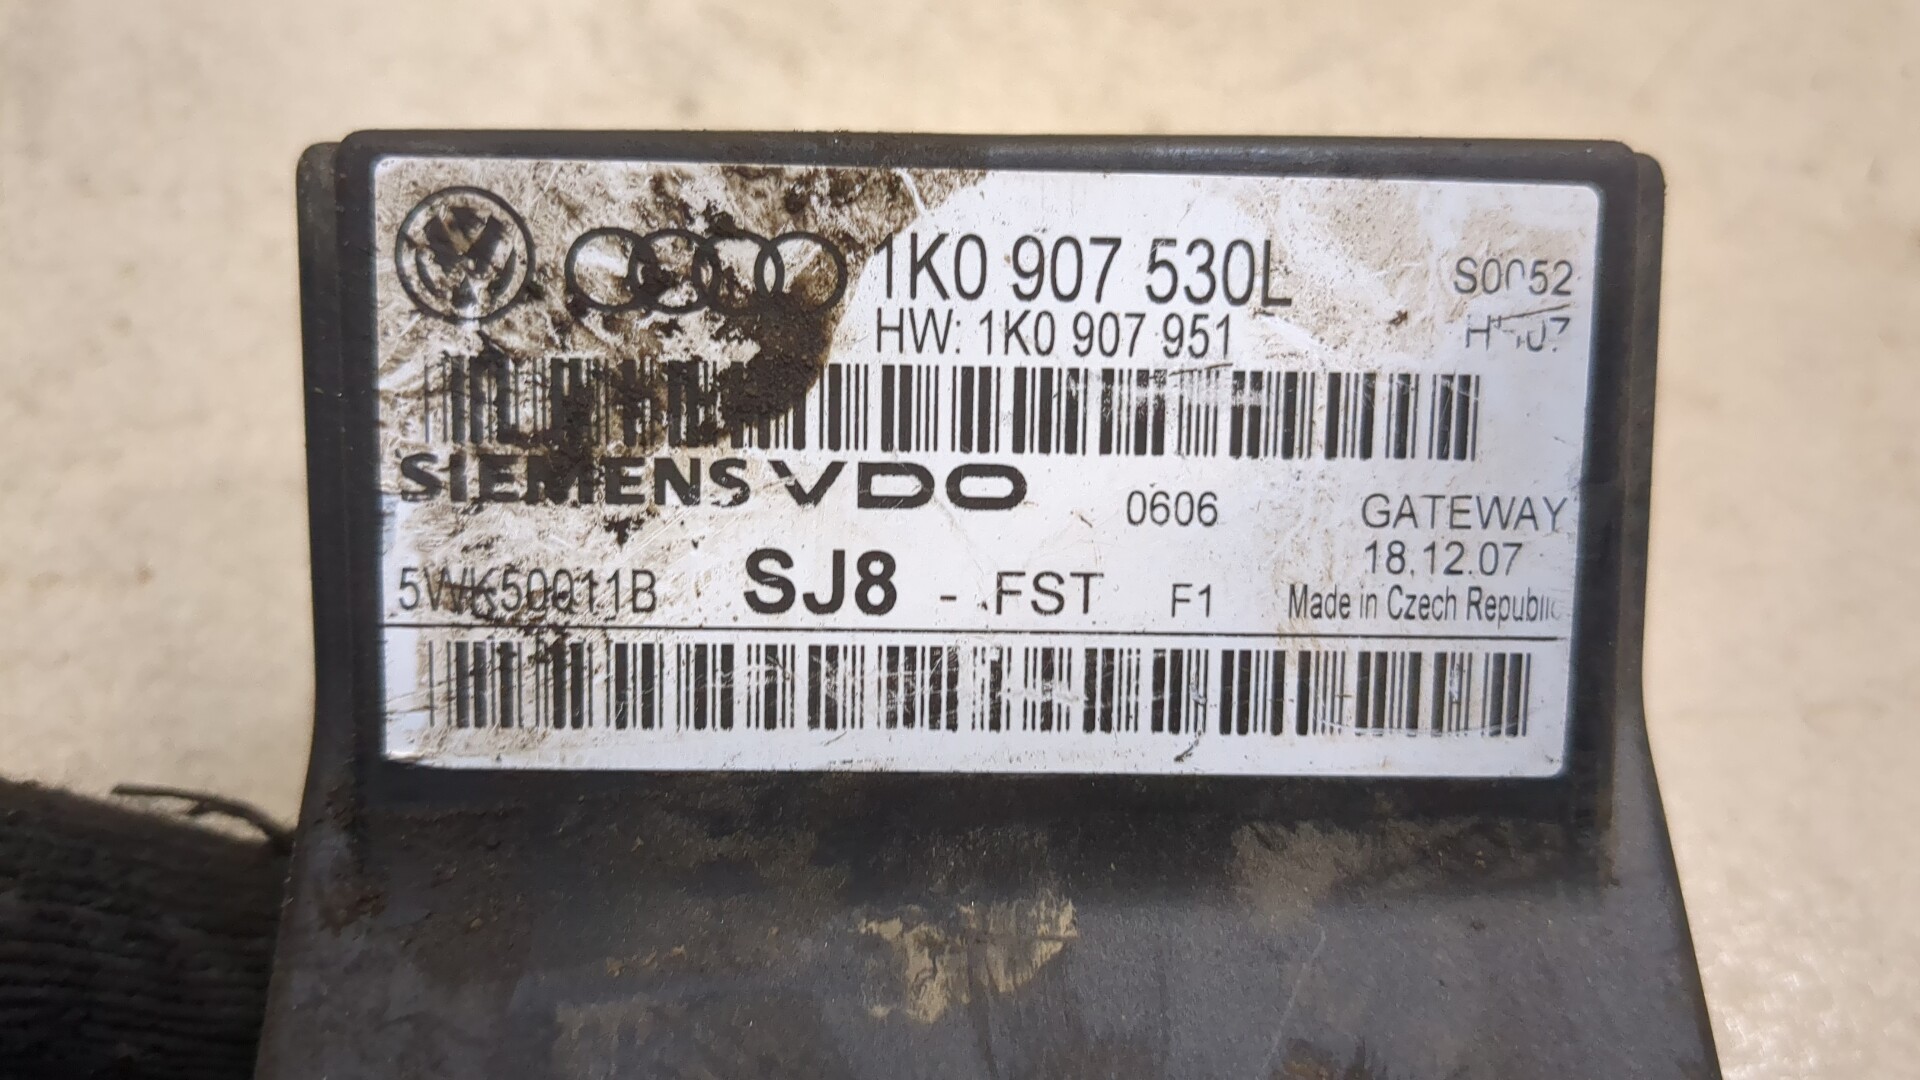 1K0 907 530L
HW: 1K0 907 951
SIEMENS VDO 0606 GATEWAY
18.12.07
5WK50011B SJ8 - FST F1 Made in Czech Republic